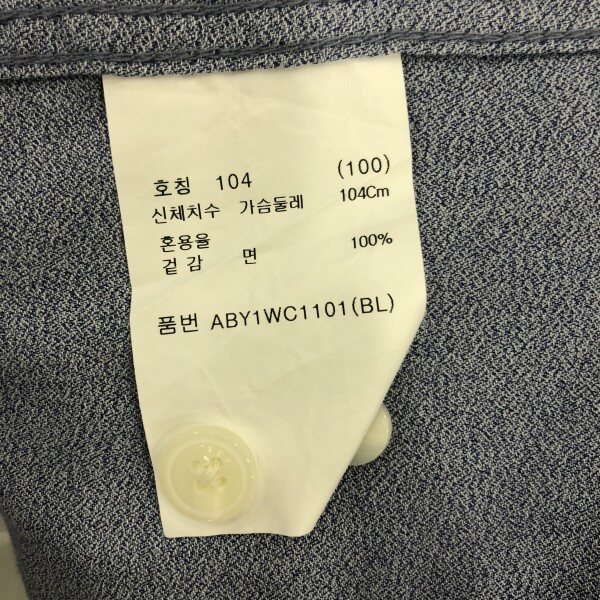 호칭 104 (100)
신체치수 가슴둘레 104Cm
혼용율 100%
겉감 면
품번 ABY1WC1101(BL)